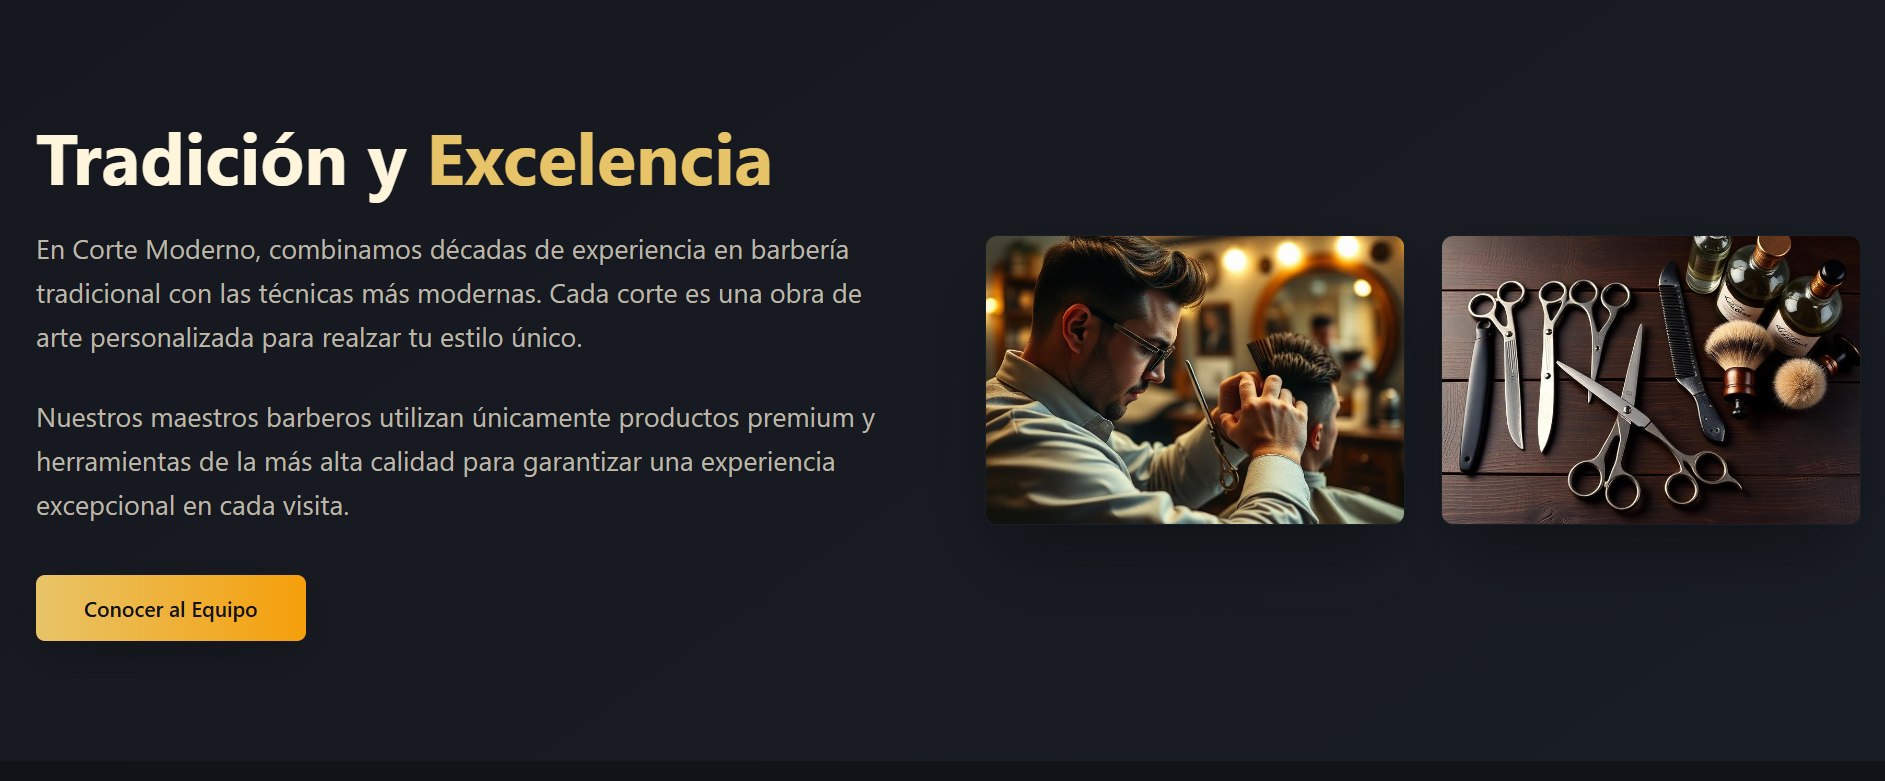 Tradición y Excelencia
En Corte Moderno, combinamos décadas de experiencia en barbería
tradicional con las técnicas más modernas. Cada corte es una obra de
arte personalizada para realzar tu estilo único.
Nuestros maestros barberos utilizan únicamente productos premium y
herramientas de la más alta calidad para garantizar una experiencia
excepcional en cada visita.
Conocer al Equipo